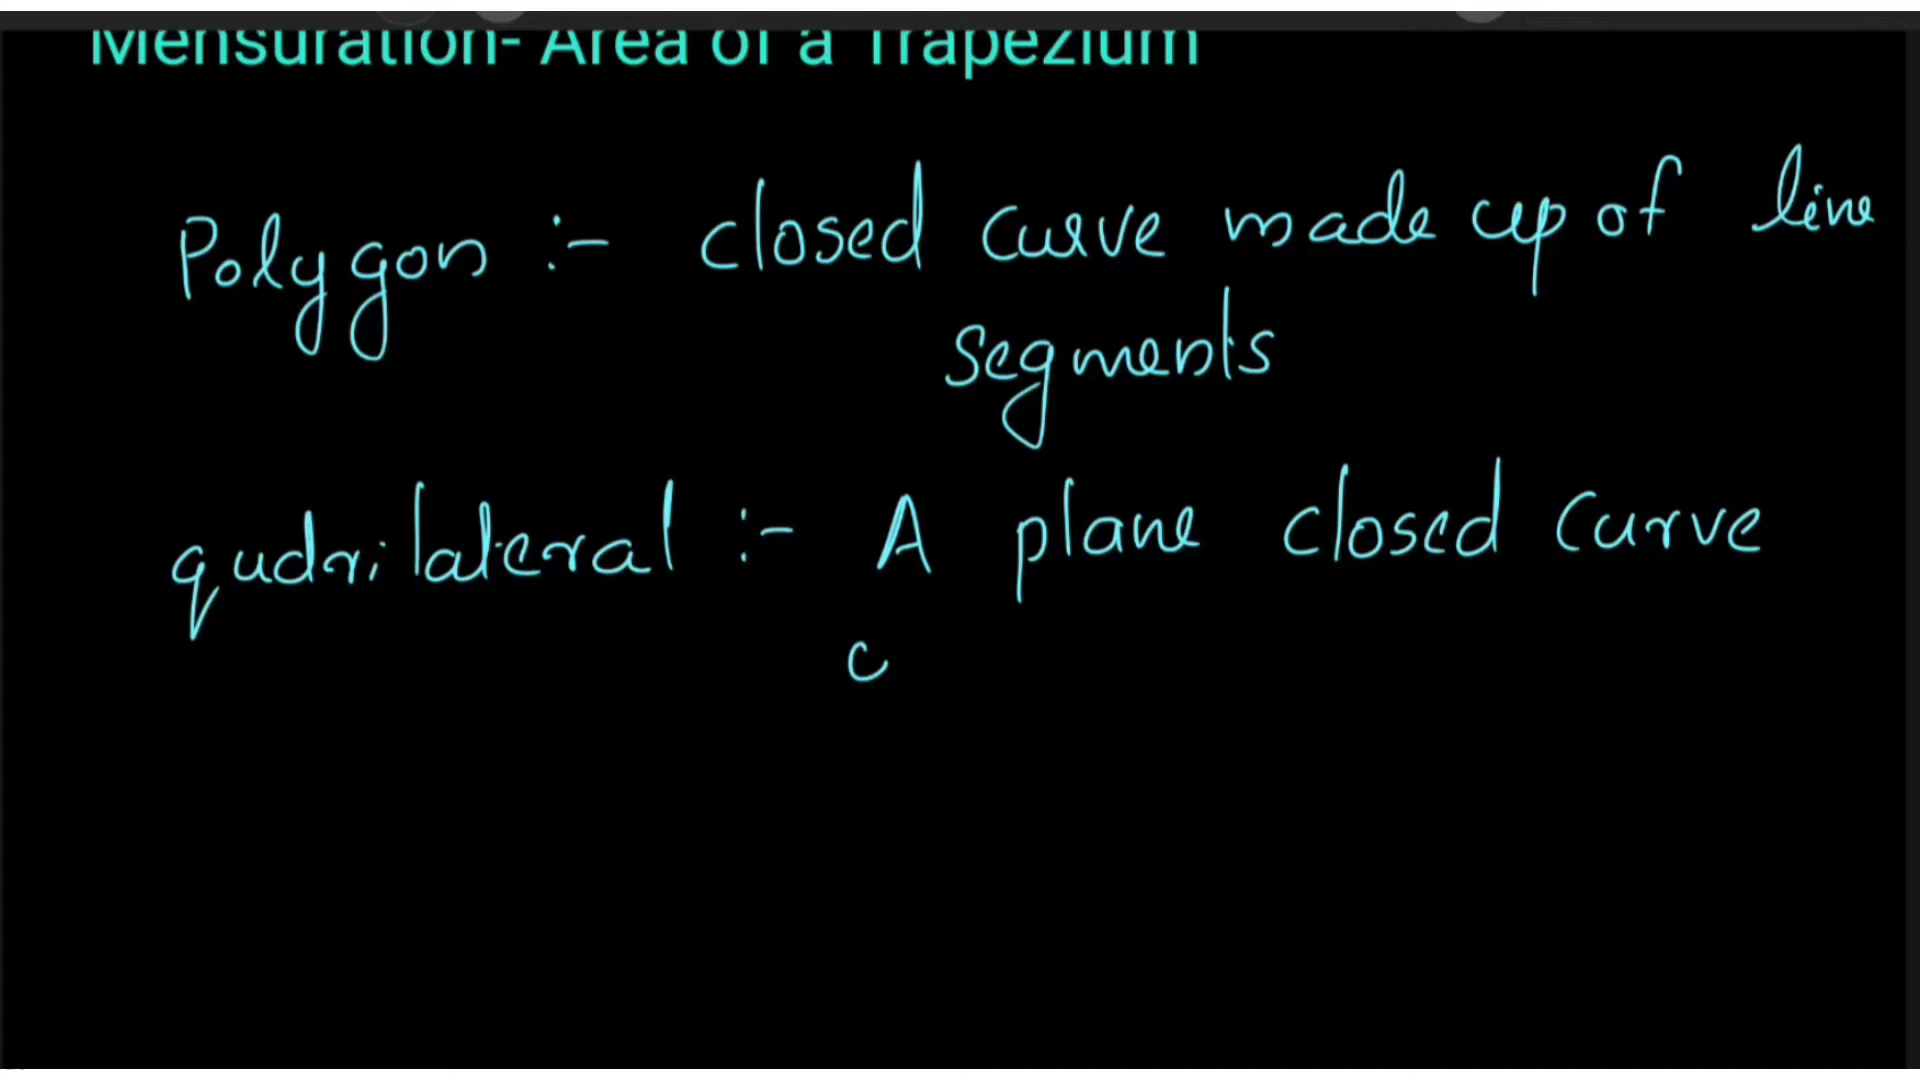 Mensuration- Area of a Trapezium
Polygon :- closed curve made up of line
segments
qudrilateral :- A plane closed curve
c